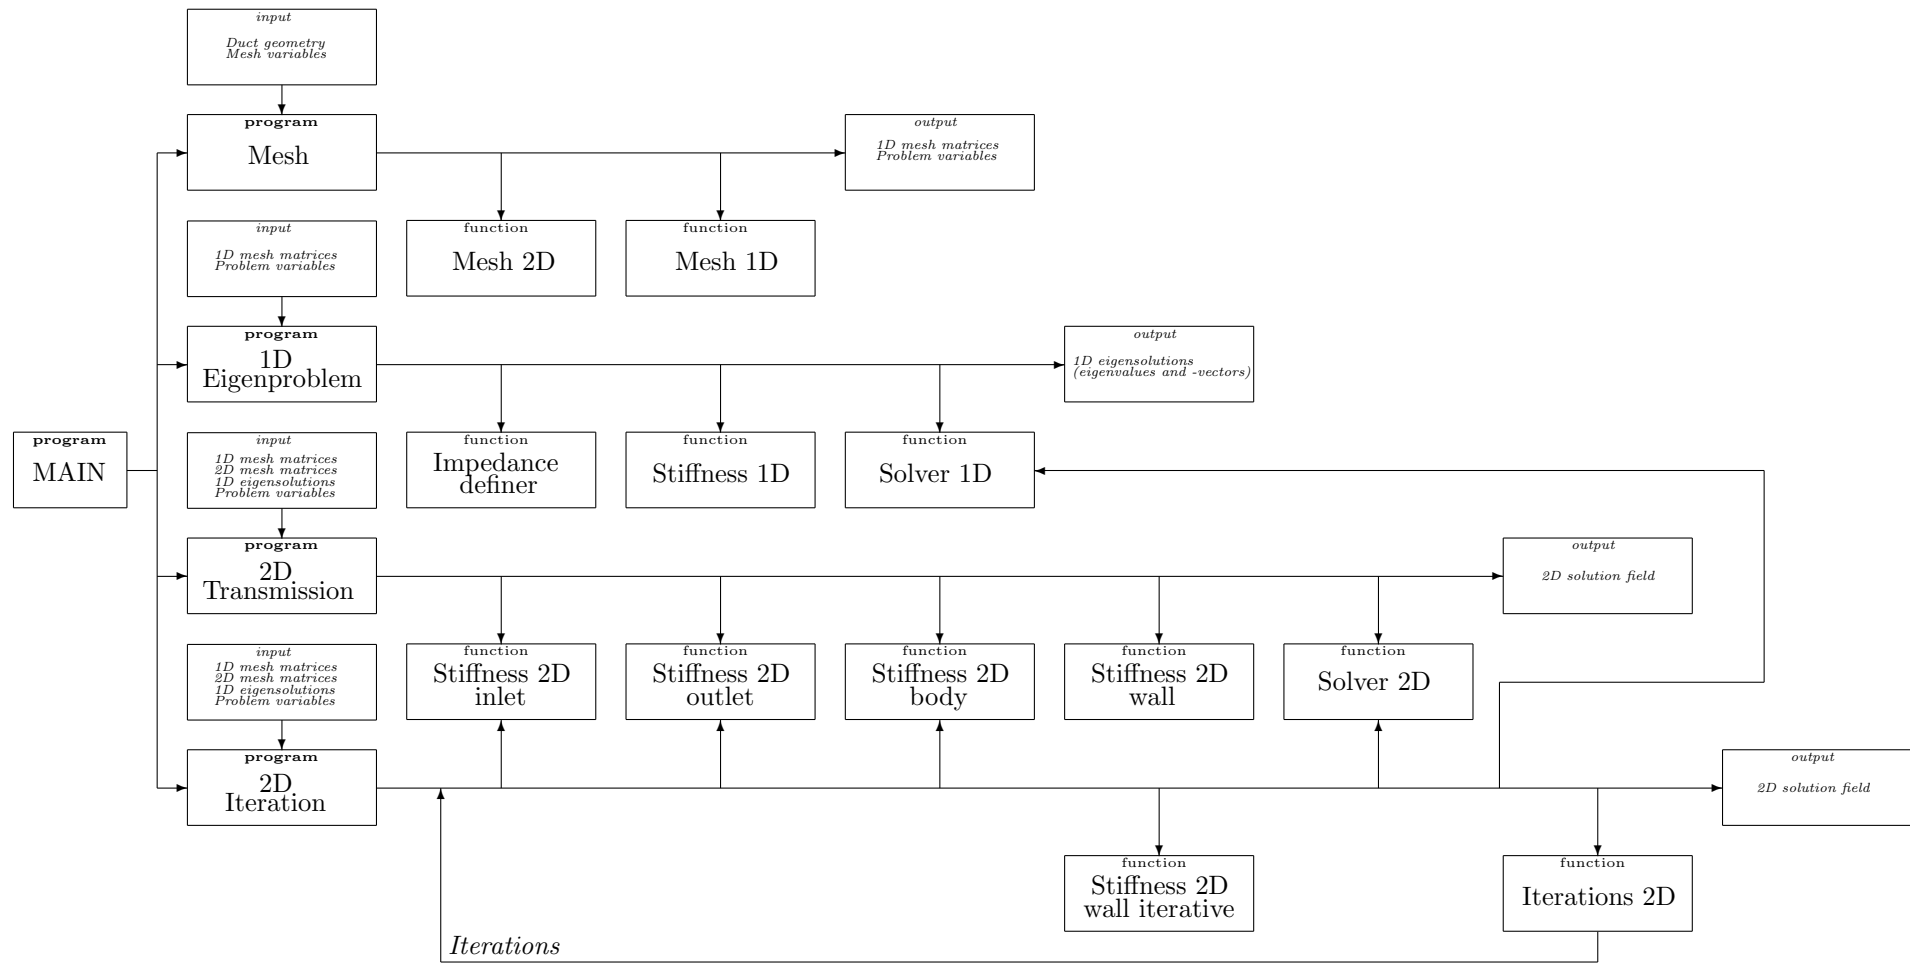 input
Duct geometry
Mesh variables
program
Mesh
output
1D mesh matrices
Problem variables
input
1D mesh matrices
Problem variables
function
Mesh 2D
function
Mesh 1D
program
1D
Eigenproblem
output
1D eigensolutions
(eigenvalues and -vectors)
program
MAIN
input
1D mesh matrices
2D mesh matrices
1D eigensolutions
Problem variables
function
Impedance
definer
function
Stiffness 1D
function
Solver 1D
program
2D
Transmission
output
2D solution field
input
1D mesh matrices
2D mesh matrices
1D eigensolutions
Problem variables
function
Stiffness 2D
inlet
function
Stiffness 2D
outlet
function
Stiffness 2D
body
function
Stiffness 2D
wall
function
Solver 2D
program
2D
Iteration
output
2D solution field
function
Stiffness 2D
wall iterative
function
Iterations 2D
Iterations